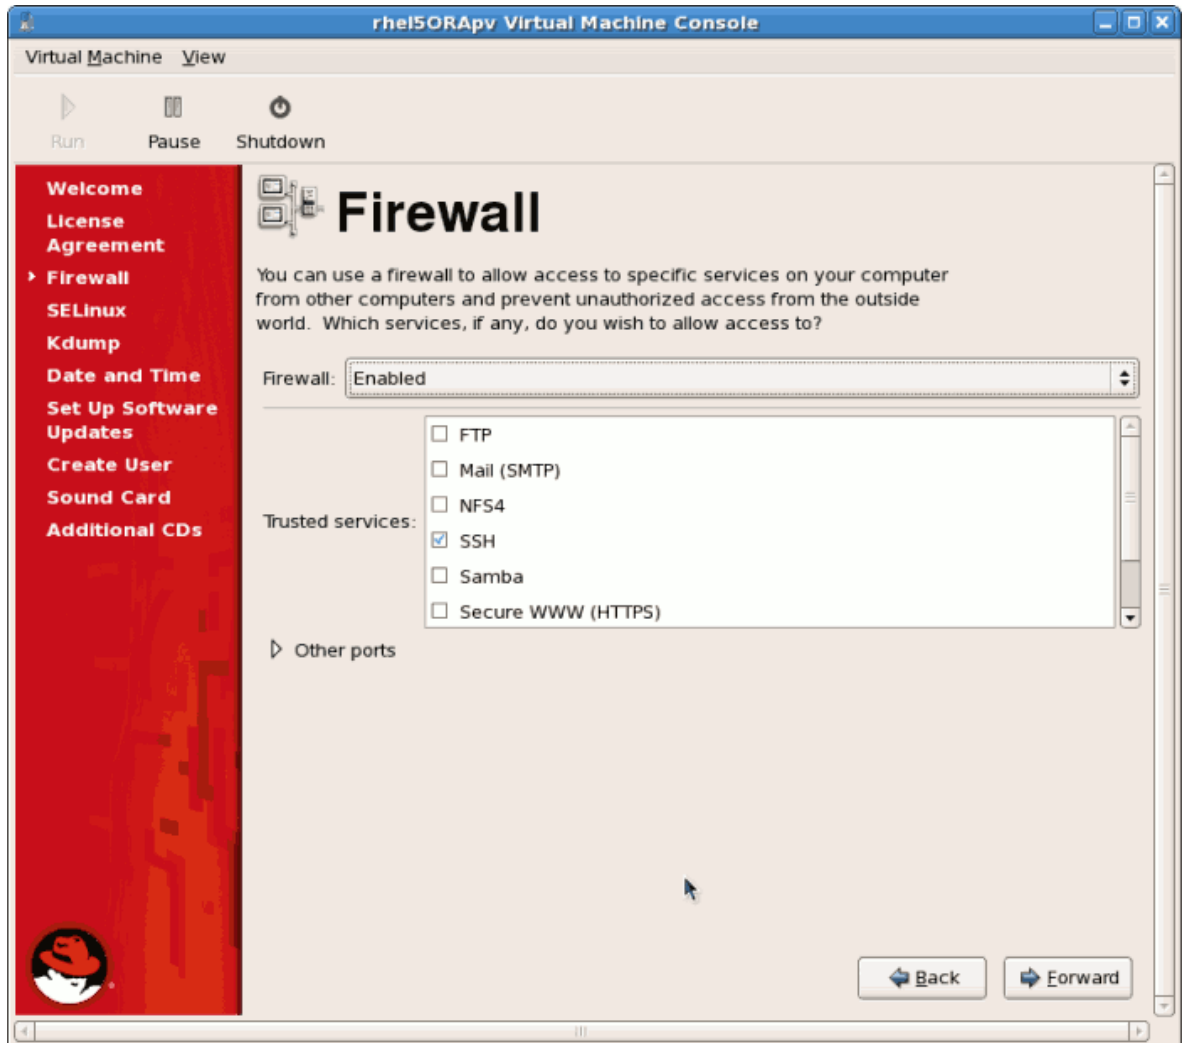 rhel5ORApv Virtual Machine Console
Virtual Machine View
Run Pause Shutdown
Welcome
License
Agreement
Firewall
SELinux
Kdump
Date and Time
Set Up Software
Updates
Create User
Sound Card
Additional CDs
Firewall
You can use a firewall to allow access to specific services on your computer
from other computers and prevent unauthorized access from the outside
world. Which services, if any, do you wish to allow access to?
Firewall: Enabled
Trusted services:
FTP
Mail (SMTP)
NFS4
SSH
Samba
Secure WWW (HTTPS)
Other ports
Back Forward